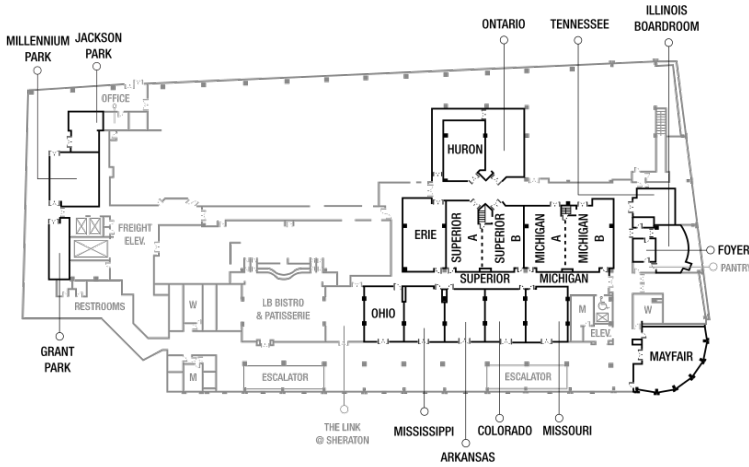 ONTARIO
TENNESSEE
ILLINOIS
BOARDROOM
MILLENNIUM
PARK
JACKSON
PARK
OFFICE
HURON
ERIE
SUPERIOR
A
SUPERIOR
B
MICHIGAN
A
MICHIGAN
B
FREIGHT
ELEV.
FOYER
PANTRY
SUPERIOR
MICHIGAN
RESTROOMS
W
LB BISTRO
& PATISSERIE
OHIO
M
ELEV.
W
GRANT
PARK
MAYFAIR
M
ESCALATOR
ESCALATOR
THE LINK
@ SHERATON
MISSISSIPPI
ARKANSAS
COLORADO
MISSOURI